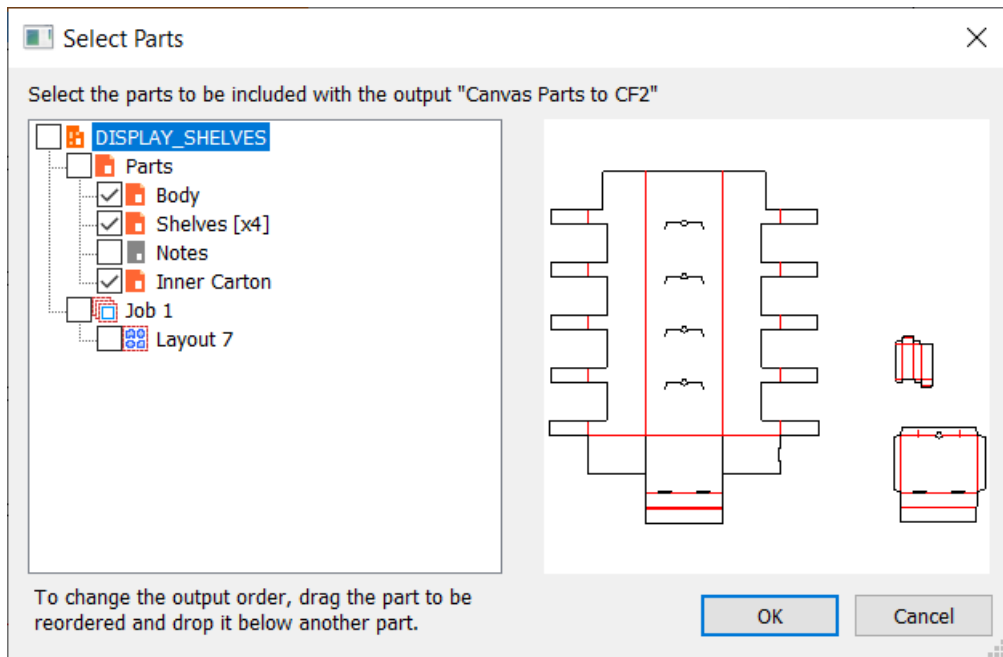 Select Parts
Select the parts to be included with the output "Canvas Parts to CF2"
DISPLAY_SHELVES
Parts
Body
Shelves [x4]
Notes
Inner Carton
Job 1
Layout 7
To change the output order, drag the part to be
reordered and drop it below another part.
OK
Cancel